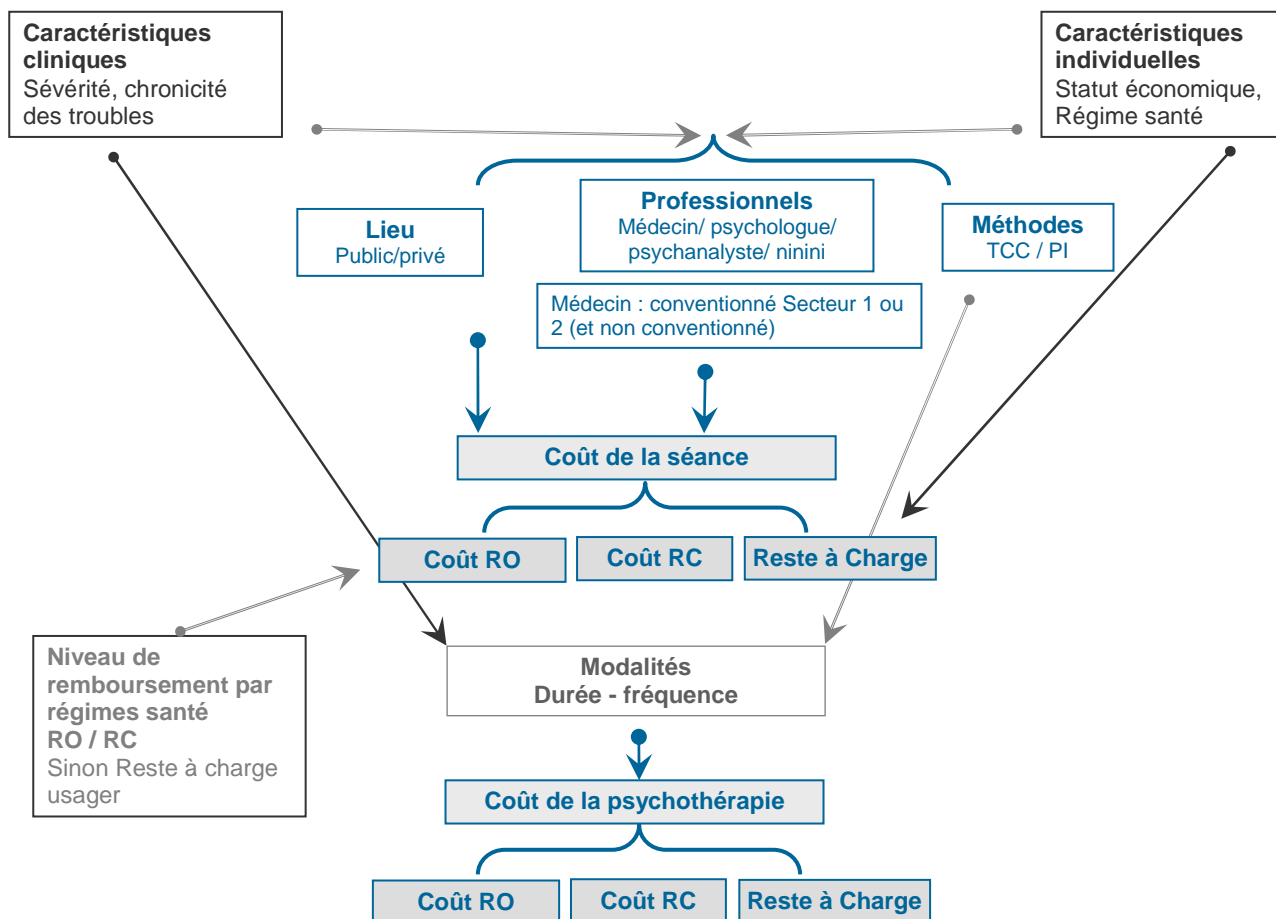 Caractéristiques
cliniques
Sévérité, chronicité
des troubles
Caractéristiques
individuelles
Statut économique,
Régime santé
Lieu
Public/privé
Professionnels
Médecin/ psychologue/
psychanalyste/ ninini
Méthodes
TCC / PI
Médecin : conventionné Secteur 1 ou
2 (et non conventionné)
Coût de la séance
Coût RO
Coût RC
Reste à Charge
Niveau de
remboursement par
régimes santé
RO / RC
Sinon Reste à charge
usager
Modalités
Durée - fréquence
Coût de la psychothérapie
Coût RO
Coût RC
Reste à Charge